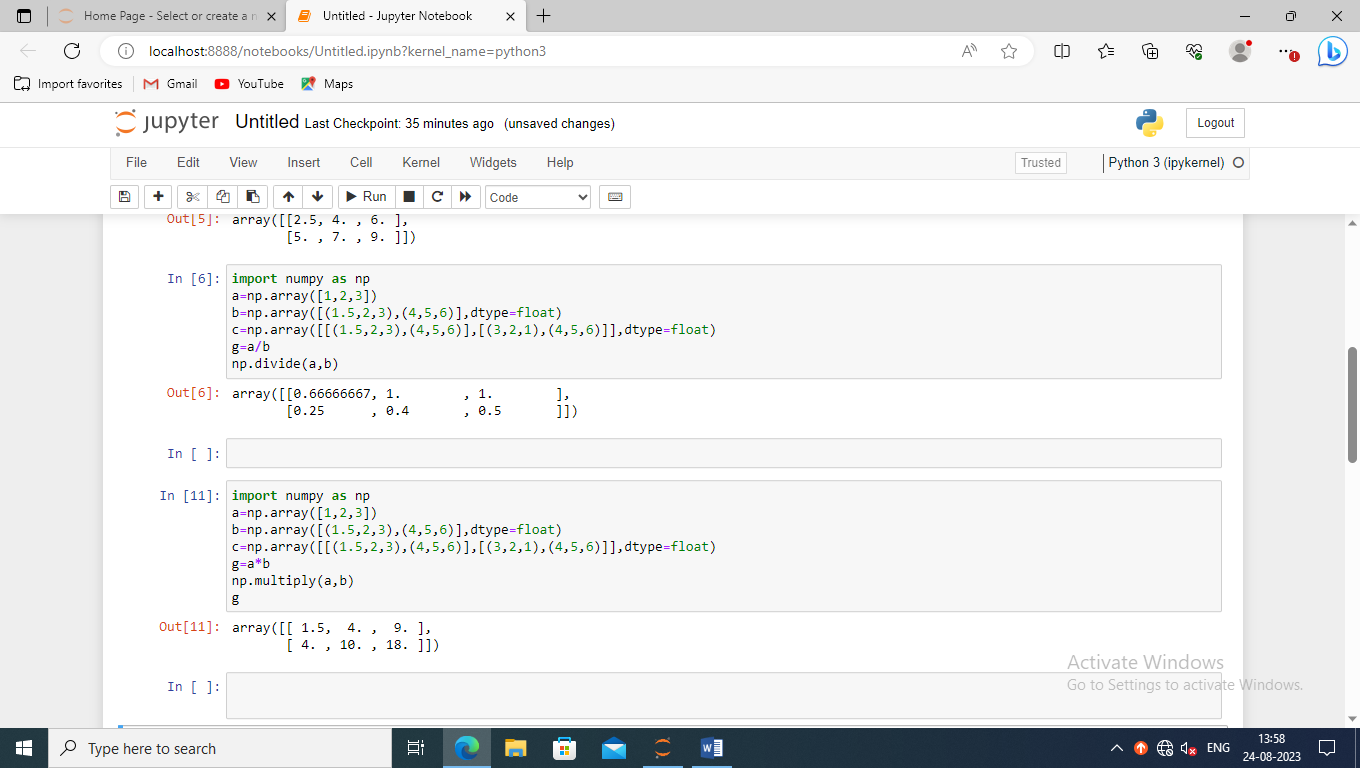 Home Page - Select or create a n
Untitled - Jupyter Notebook
localhost:8888/notebooks/Untitled.ipynb?kernel_name=python3
Import favorites Gmail YouTube Maps
jupyter Untitled Last Checkpoint: 35 minutes ago (unsaved changes) Logout
File Edit View Insert Cell Kernel Widgets Help Trusted Python 3 (ipykernel)
Run Code
Out[5]: array([[2.5, 4. , 6. ],
[5. , 7. , 9. ]])
In [6]: import numpy as np
a=np.array([1,2,3])
b=np.array([(1.5,2,3),(4,5,6)],dtype=float)
c=np.array([[(1.5,2,3),(4,5,6)],[(3,2,1),(4,5,6)]],dtype=float)
g=a/b
np.divide(a,b)
Out[6]: array([[0.66666667, 1. , 1. ],
[0.25 , 0.4 , 0.5 ]])
In [ ]:
In [11]: import numpy as np
a=np.array([1,2,3])
b=np.array([(1.5,2,3),(4,5,6)],dtype=float)
c=np.array([[(1.5,2,3),(4,5,6)],[(3,2,1),(4,5,6)]],dtype=float)
g=a*b
np.multiply(a,b)
g
Out[11]: array([[ 1.5, 4. , 9. ],
[ 4. , 10. , 18. ]])
Activate Windows
In [ ]:
Go to Settings to activate Windows.
Type here to search
ENG
13:58
24-08-2023